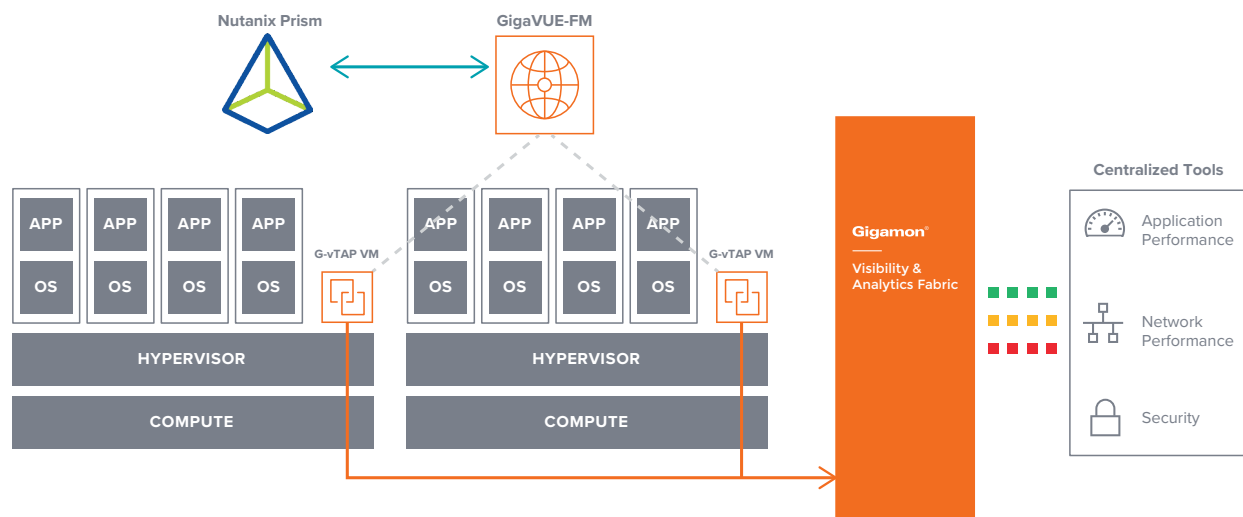 Nutanix Prism
GigaVUE-FM
APP APP APP APP
OS OS OS OS
G-vTAP VM
HYPERVISOR
COMPUTE
APP APP APP APP
OS OS OS OS
G-vTAP VM
HYPERVISOR
COMPUTE
Gigamon®
Visibility &
Analytics Fabric
Centralized Tools
Application
Performance
Network
Performance
Security